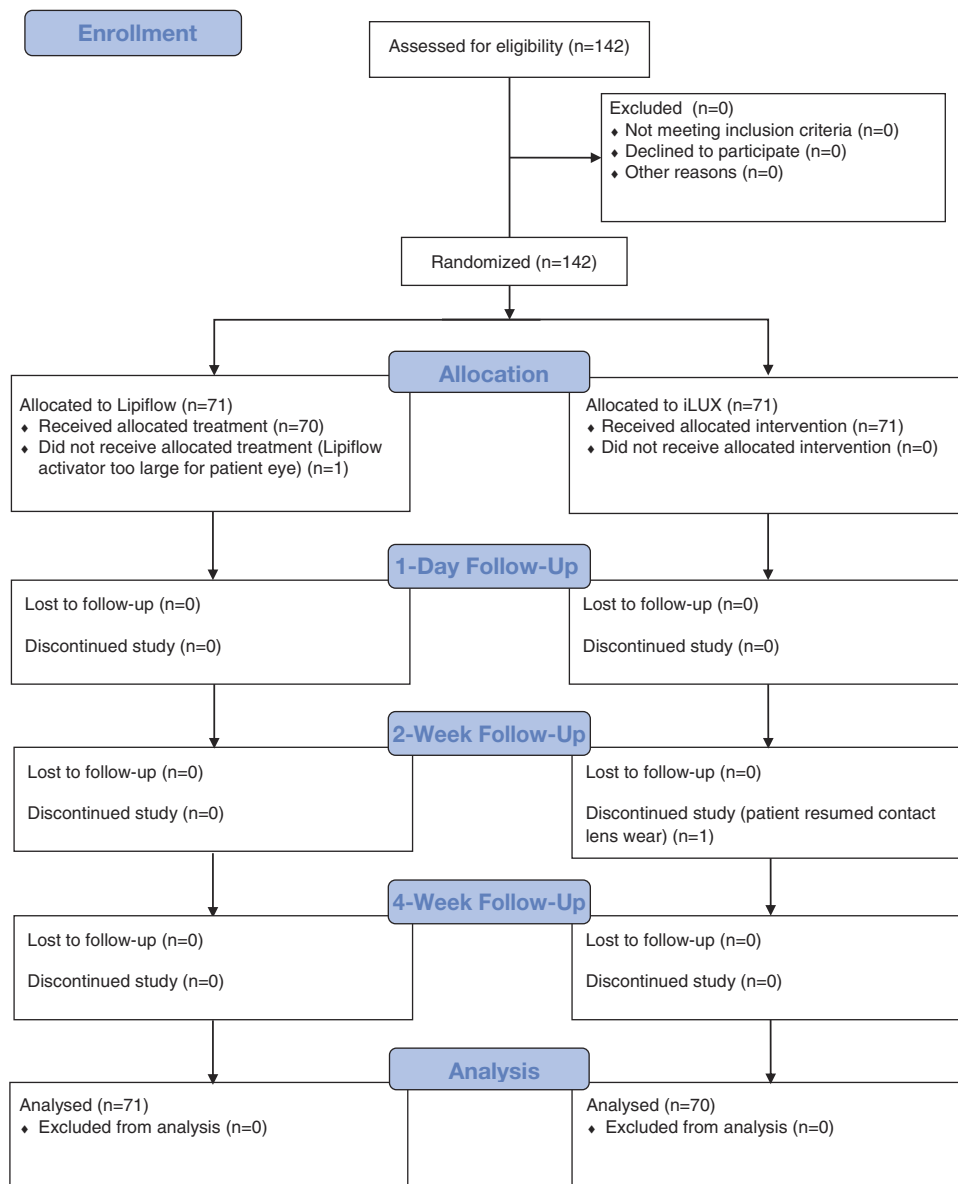 Enrollment
Assessed for eligibility (n=142)
Excluded (n=0)
♦ Not meeting inclusion criteria (n=0)
♦ Declined to participate (n=0)
♦ Other reasons (n=0)
Randomized (n=142)
Allocation
Allocated to Lipiflow (n=71)
♦ Received allocated treatment (n=70)
♦ Did not receive allocated treatment (Lipiflow
activator too large for patient eye) (n=1)
Allocated to iLUX (n=71)
♦ Received allocated intervention (n=71)
♦ Did not receive allocated intervention (n=0)
1-Day Follow-Up
Lost to follow-up (n=0)
Discontinued study (n=0)
Lost to follow-up (n=0)
Discontinued study (n=0)
2-Week Follow-Up
Lost to follow-up (n=0)
Discontinued study (n=0)
Lost to follow-up (n=0)
Discontinued study (patient resumed contact
lens wear) (n=1)
4-Week Follow-Up
Lost to follow-up (n=0)
Discontinued study (n=0)
Lost to follow-up (n=0)
Discontinued study (n=0)
Analysis
Analysed (n=71)
♦ Excluded from analysis (n=0)
Analysed (n=70)
♦ Excluded from analysis (n=0)